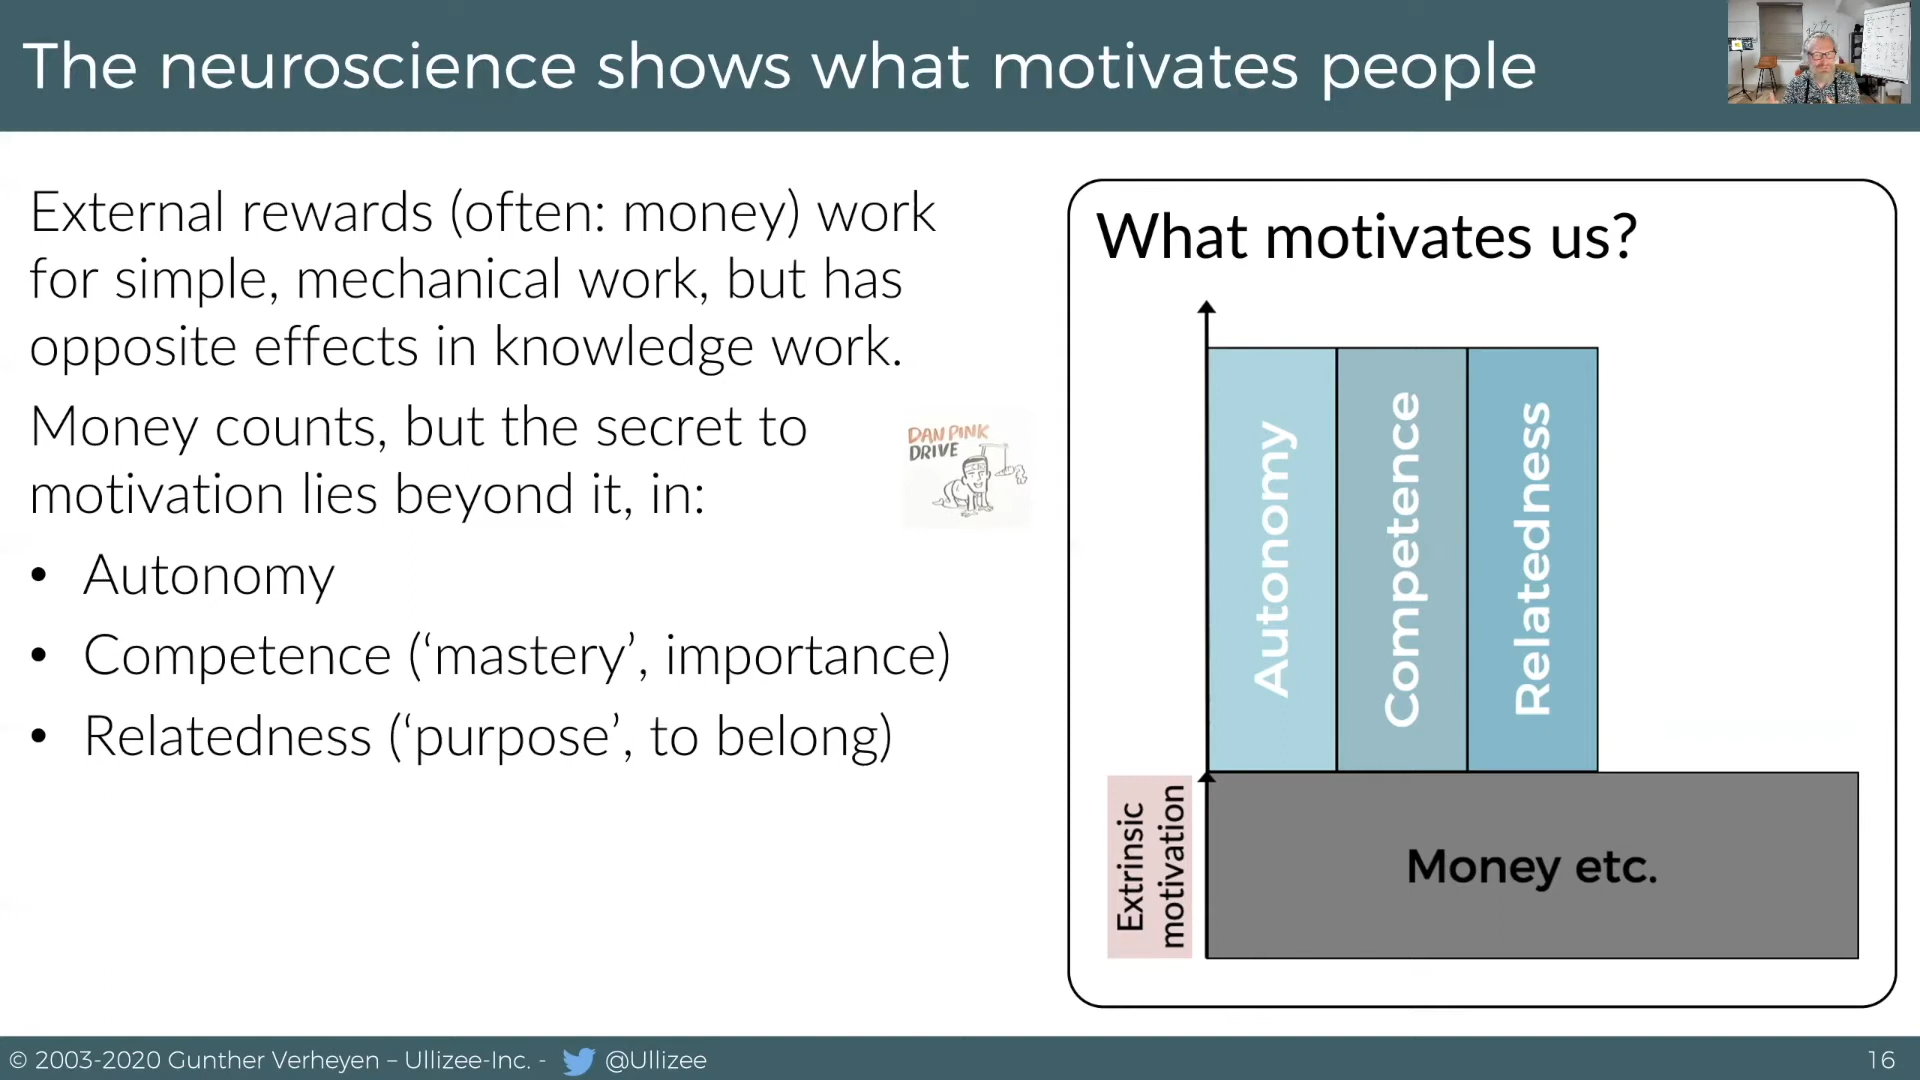 The neuroscience shows what motivates people
External rewards (often: money) work
for simple, mechanical work, but has
opposite effects in knowledge work.
Money counts, but the secret to
motivation lies beyond it, in:
DAN PINK
DRIVE
• Autonomy
• Competence (‘mastery’, importance)
• Relatedness (‘purpose’, to belong)
What motivates us?
Autonomy
Competence
Relatedness
Extrinsic
motivation
Money etc.
© 2003-2020 Gunther Verheyen – Ullizee-Inc. - @Ullizee
16